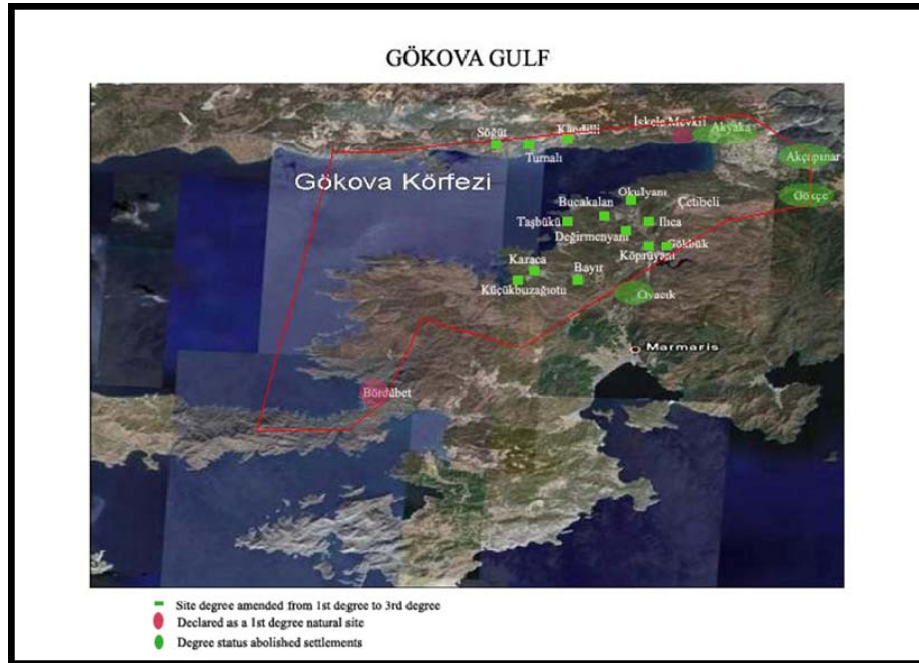 GÖKOVA GULF
İskele Mevkii
Akyaka
Söğüt
Kandilli
Turnalı
Akçapınar
Gökova Körfezi
Gökçe
Okulyanı
Bucakalan
Çetibeli
Taşbükü
Ilıca
Değirmenyanı
Köprüyanı
Gökbük
Karaca
Bayır
Küçükbuzağıotu
Ovacık
Marmaris
Bördübet
Site degree amended from 1st degree to 3rd degree
Declared as a 1st degree natural site
Degree status abolished settlements